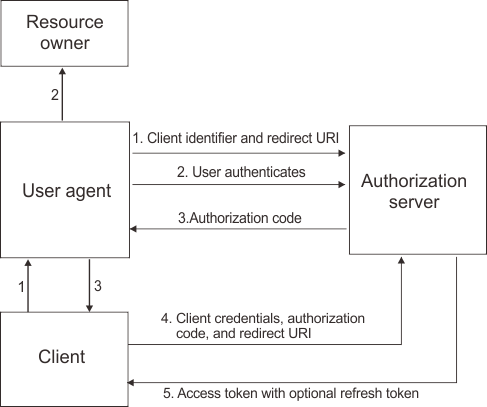 Resource
owner
2
1. Client identifier and redirect URI
2. User authenticates
3.Authorization code
User agent
Authorization
server
1
3
Client
4. Client credentials, authorization
code, and redirect URI
5. Access token with optional refresh token